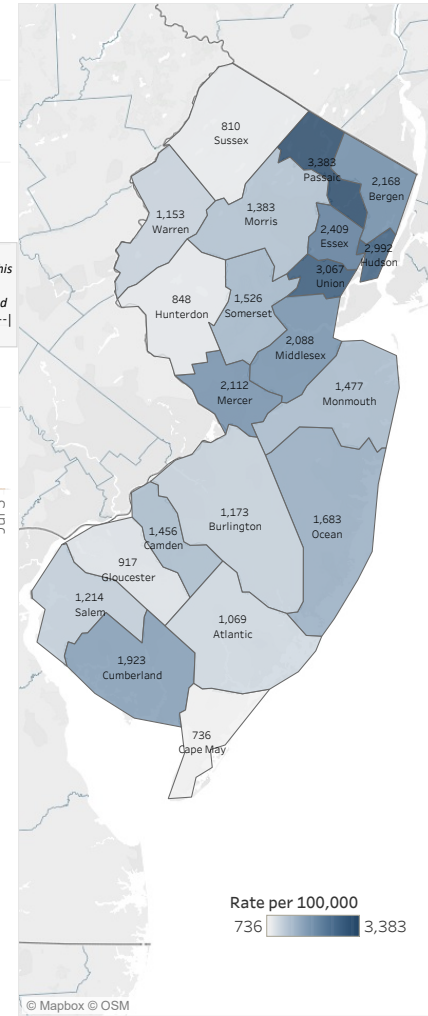 810
Sussex
3,383
Passaic
2,168
Bergen
1,153
Warren
1,383
Morris
2,409
Essex
2,992
Hudson
his
3,067
Union
848
Hunterdon
1,526
Somerset
d
--|
2,088
Middlesex
2,112
Mercer
1,477
Monmouth
1,173
Burlington
1,683
Ocean
1,456
Camden
917
Gloucester
1,214
Salem
1,069
Atlantic
1,923
Cumberland
736
Cape May
Rate per 100,000
736 3,383
© Mapbox © OSM